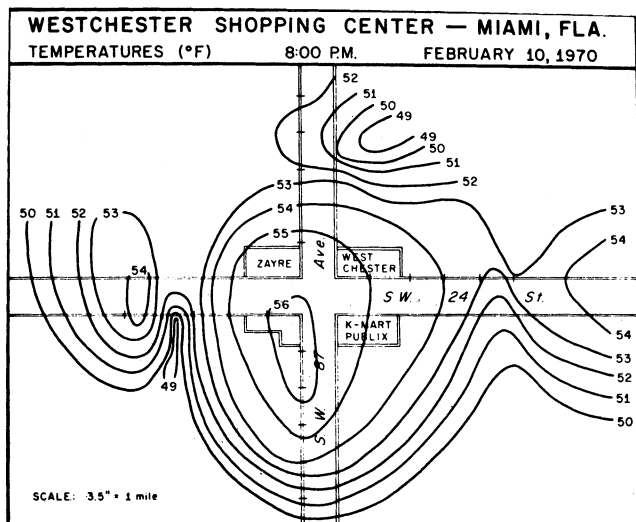 WESTCHESTER SHOPPING CENTER — MIAMI, FLA.
TEMPERATURES (°F) 8:00 P.M. FEBRUARY 10, 1970
52
51
50
49
49
50
51
52
53
54
55
50 51 52 53
54
53
54
ZAYRE
WEST
CHESTER
S.W. 87 Ave.
S.W. 24 St.
56
K-MART
PUBLIX
49
54
53
52
51
50
SCALE: 3.5" = 1 mile